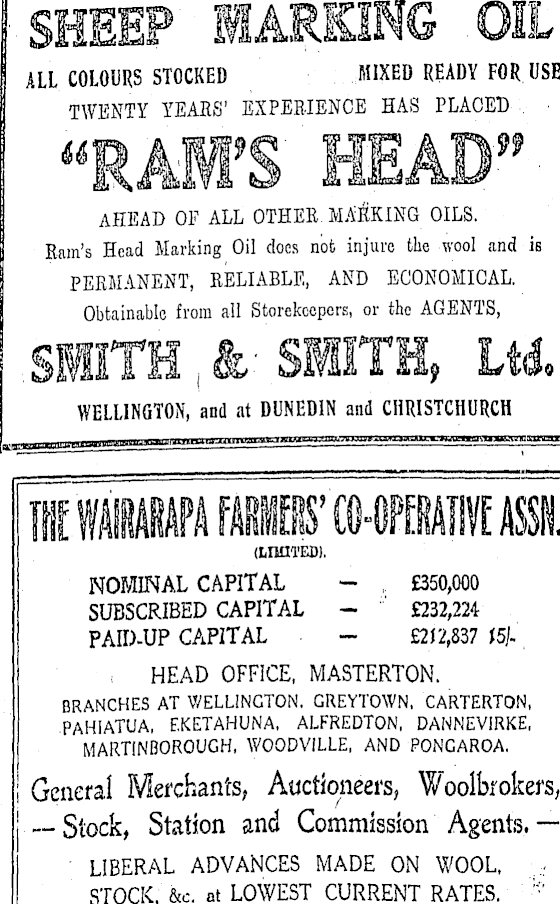 SHEEP MARKING OIL
ALL COLOURS STOCKED MIXED READY FOR USE
TWENTY YEARS' EXPERIENCE HAS PLACED
"RAM'S HEAD"
AHEAD OF ALL OTHER MARKING OILS.
Ram's Head Marking Oil does not injure the wool and is
PERMANENT, RELIABLE, AND ECONOMICAL.
Obtainable from all Storekeepers, or the AGENTS,
SMITH & SMITH, Ltd.
WELLINGTON, and at DUNEDIN and CHRISTCHURCH
THE WAIRARAPA FARMERS' CO-OPERATIVE ASSN.
(LIMITED).
NOMINAL CAPITAL — £350,000
SUBSCRIBED CAPITAL — £232,224
PAID-UP CAPITAL — £212,837 15/-
HEAD OFFICE, MASTERTON.
BRANCHES AT WELLINGTON, GREYTOWN, CARTERTON,
PAHIATUA, EKETAHUNA, ALFREDTON, DANNEVIRKE,
MARTINBOROUGH, WOODVILLE, AND PONGAROA.
General Merchants, Auctioneers, Woolbrokers,
— Stock, Station and Commission Agents. —
LIBERAL ADVANCES MADE ON WOOL,
STOCK, &c. at LOWEST CURRENT RATES.